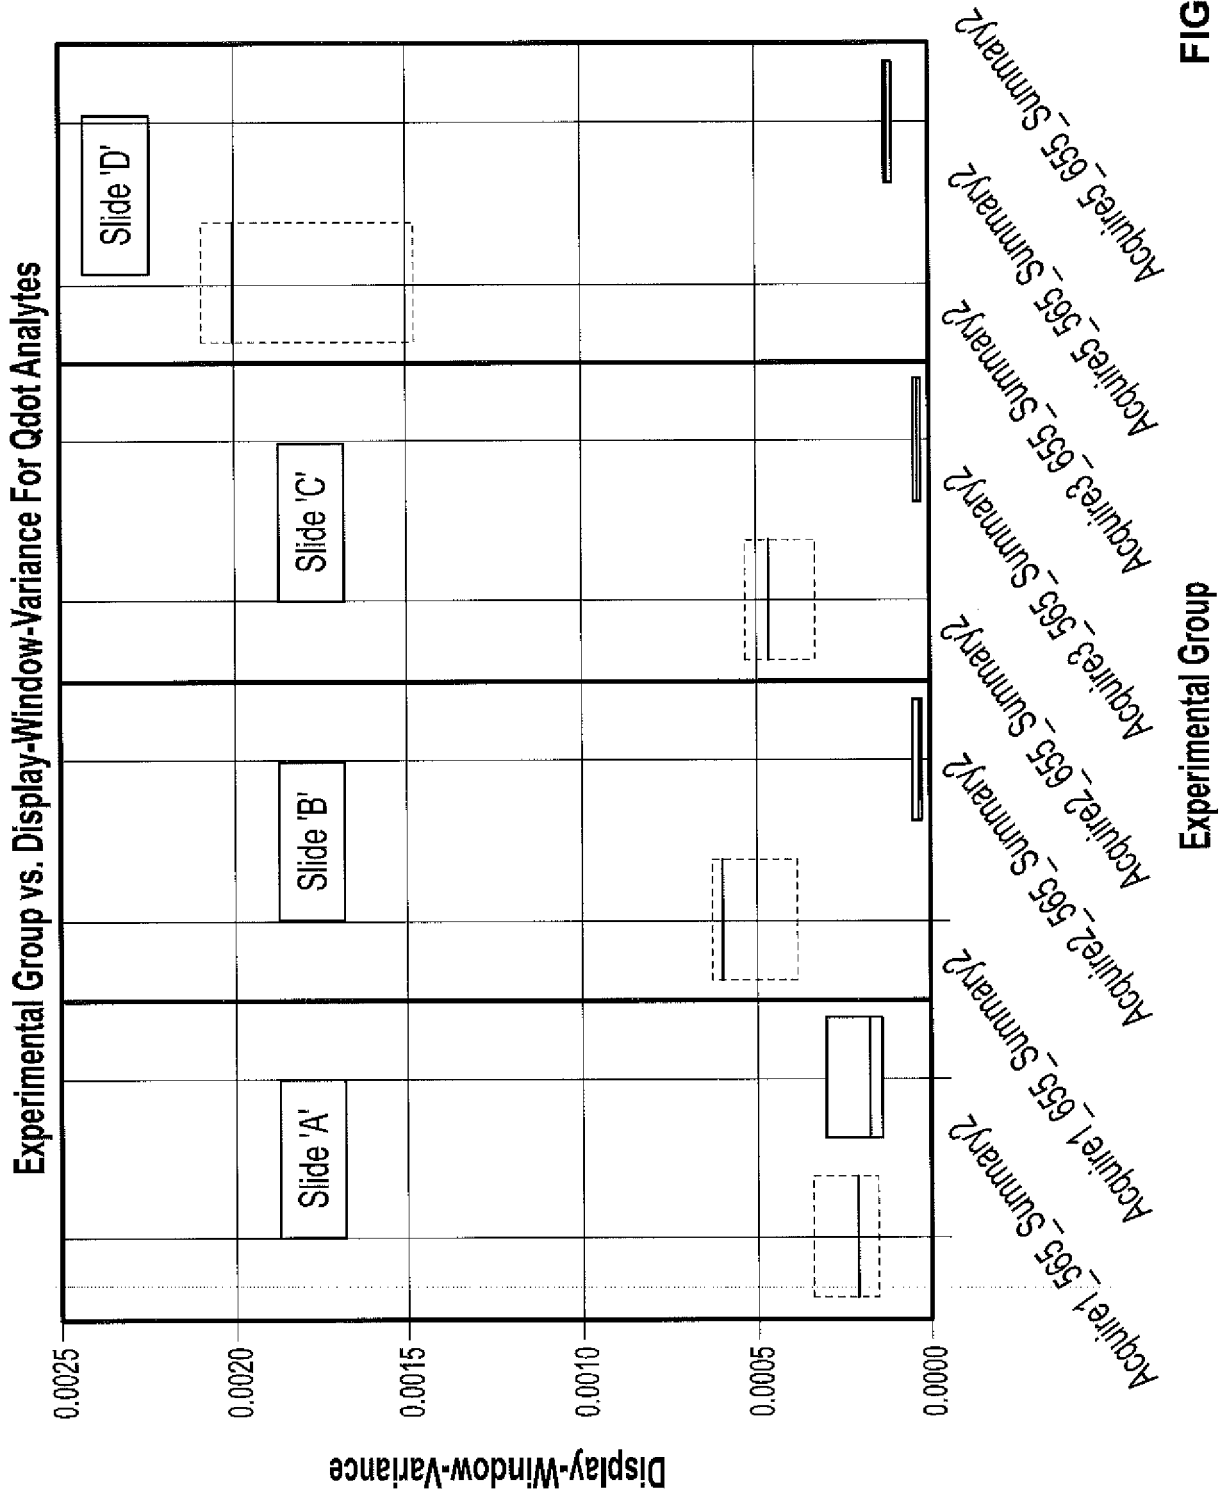 Experimental Group vs. Display-Window-Variance For Qdot Analytes
Display-Window-Variance
0.0025
0.0020
0.0015
0.0010
0.0005
0.0000
Slide 'A'
Slide 'B'
Slide 'C'
Slide 'D'
Acquire1_565_Summary2
Acquire1_655_Summary2
Acquire2_565_Summary2
Acquire2_655_Summary2
Acquire3_565_Summary2
Acquire3_655_Summary2
Acquire5_565_Summary2
Acquire5_655_Summary2
Experimental Group
FIG